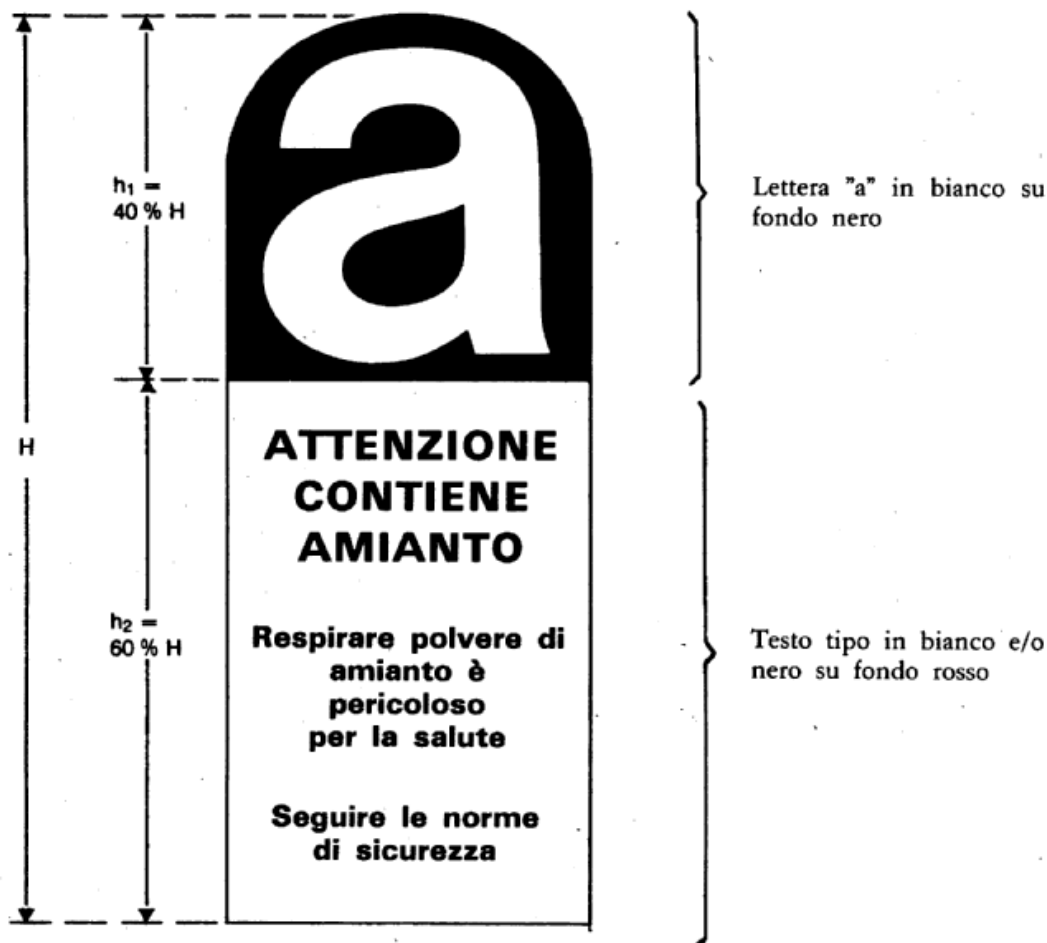 a
h₁ =
40 % H
Lettera "a" in bianco su
fondo nero
H
ATTENZIONE
CONTIENE
AMIANTO
h₂ =
60 % H
Respirare polvere di
amianto è
pericoloso
per la salute
Testo tipo in bianco e/o
nero su fondo rosso
Seguire le norme
di sicurezza